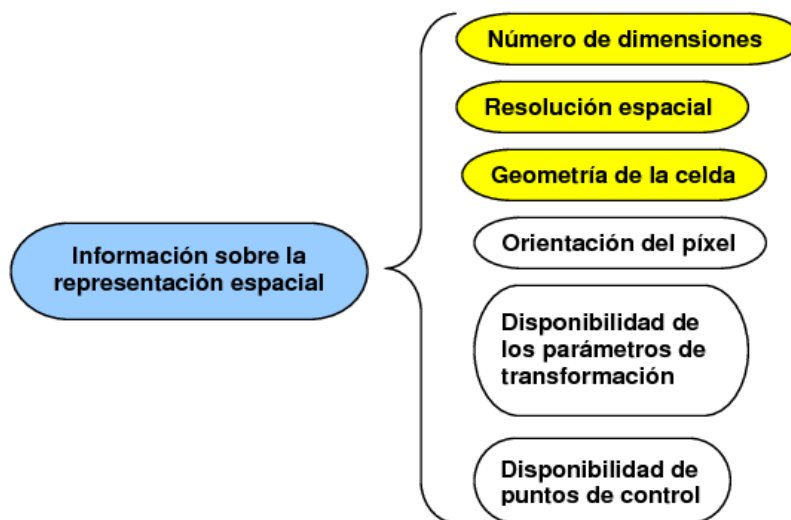 Número de dimensiones
Resolución espacial
Geometría de la celda
Orientación del píxel
Información sobre la
representación espacial
Disponibilidad de
los parámetros de
transformación
Disponibilidad de
puntos de control